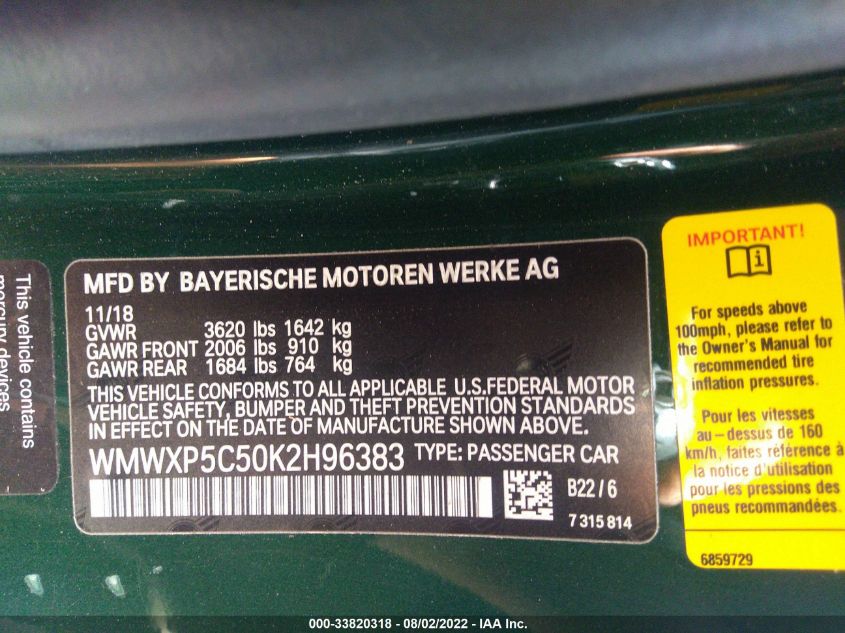 This vehicle contains
mercury devices
MFD BY BAYERISCHE MOTOREN WERKE AG
11/18
GVWR 3620 lbs 1642 kg
GAWR FRONT 2006 lbs 910 kg
GAWR REAR 1684 lbs 764 kg
THIS VEHICLE CONFORMS TO ALL APPLICABLE U.S.FEDERAL MOTOR
VEHICLE SAFETY, BUMPER AND THEFT PREVENTION STANDARDS
IN EFFECT ON THE DATE OF MANUFACTURE SHOWN ABOVE.
WMWXP5C50K2H96383 TYPE: PASSENGER CAR
B22/6
7 315 814
IMPORTANT!
i
For speeds above
100mph, please refer to
the Owner's Manual for
recommended tire
inflation pressures.
Pour les vitesses
au-dessus de 160
km/h, faites référence à
la notice d'utilisation
pour les pressions des
pneus recommandées.
6859729
000-33820318 - 08/02/2022 - IAA Inc.